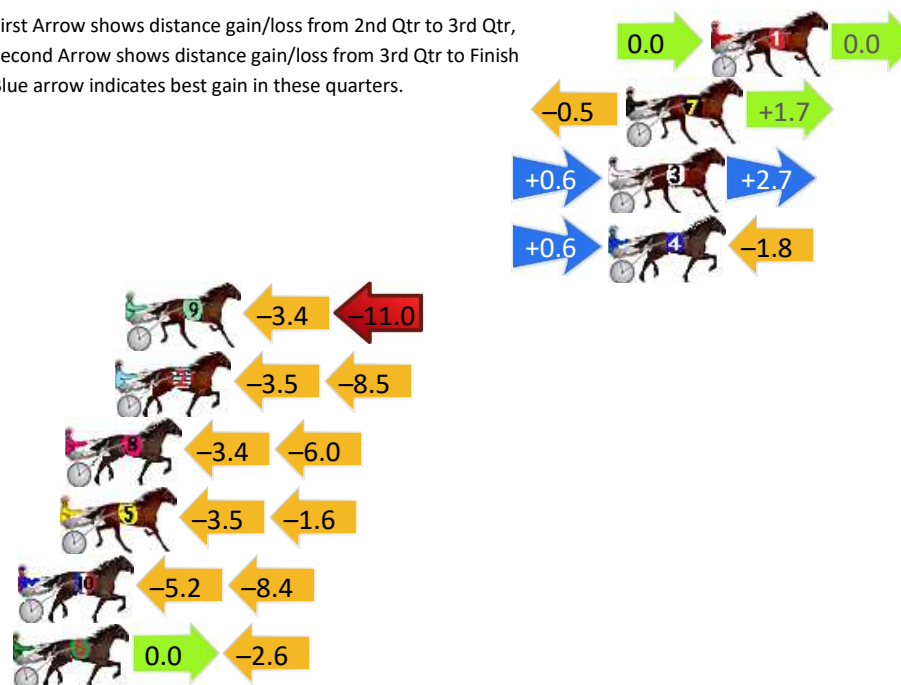 irst Arrow shows distance gain/loss from 2nd Qtr to 3rd Qtr,
econd Arrow shows distance gain/loss from 3rd Qtr to Finish
lue arrow indicates best gain in these quarters.
0.0 1 0.0
–0.5 7 +1.7
+0.6 3 +2.7
+0.6 4 –1.8
9 –3.4 –11.0
2 –3.5 –8.5
8 –3.4 –6.0
5 –3.5 –1.6
10 –5.2 –8.4
6 0.0 –2.6